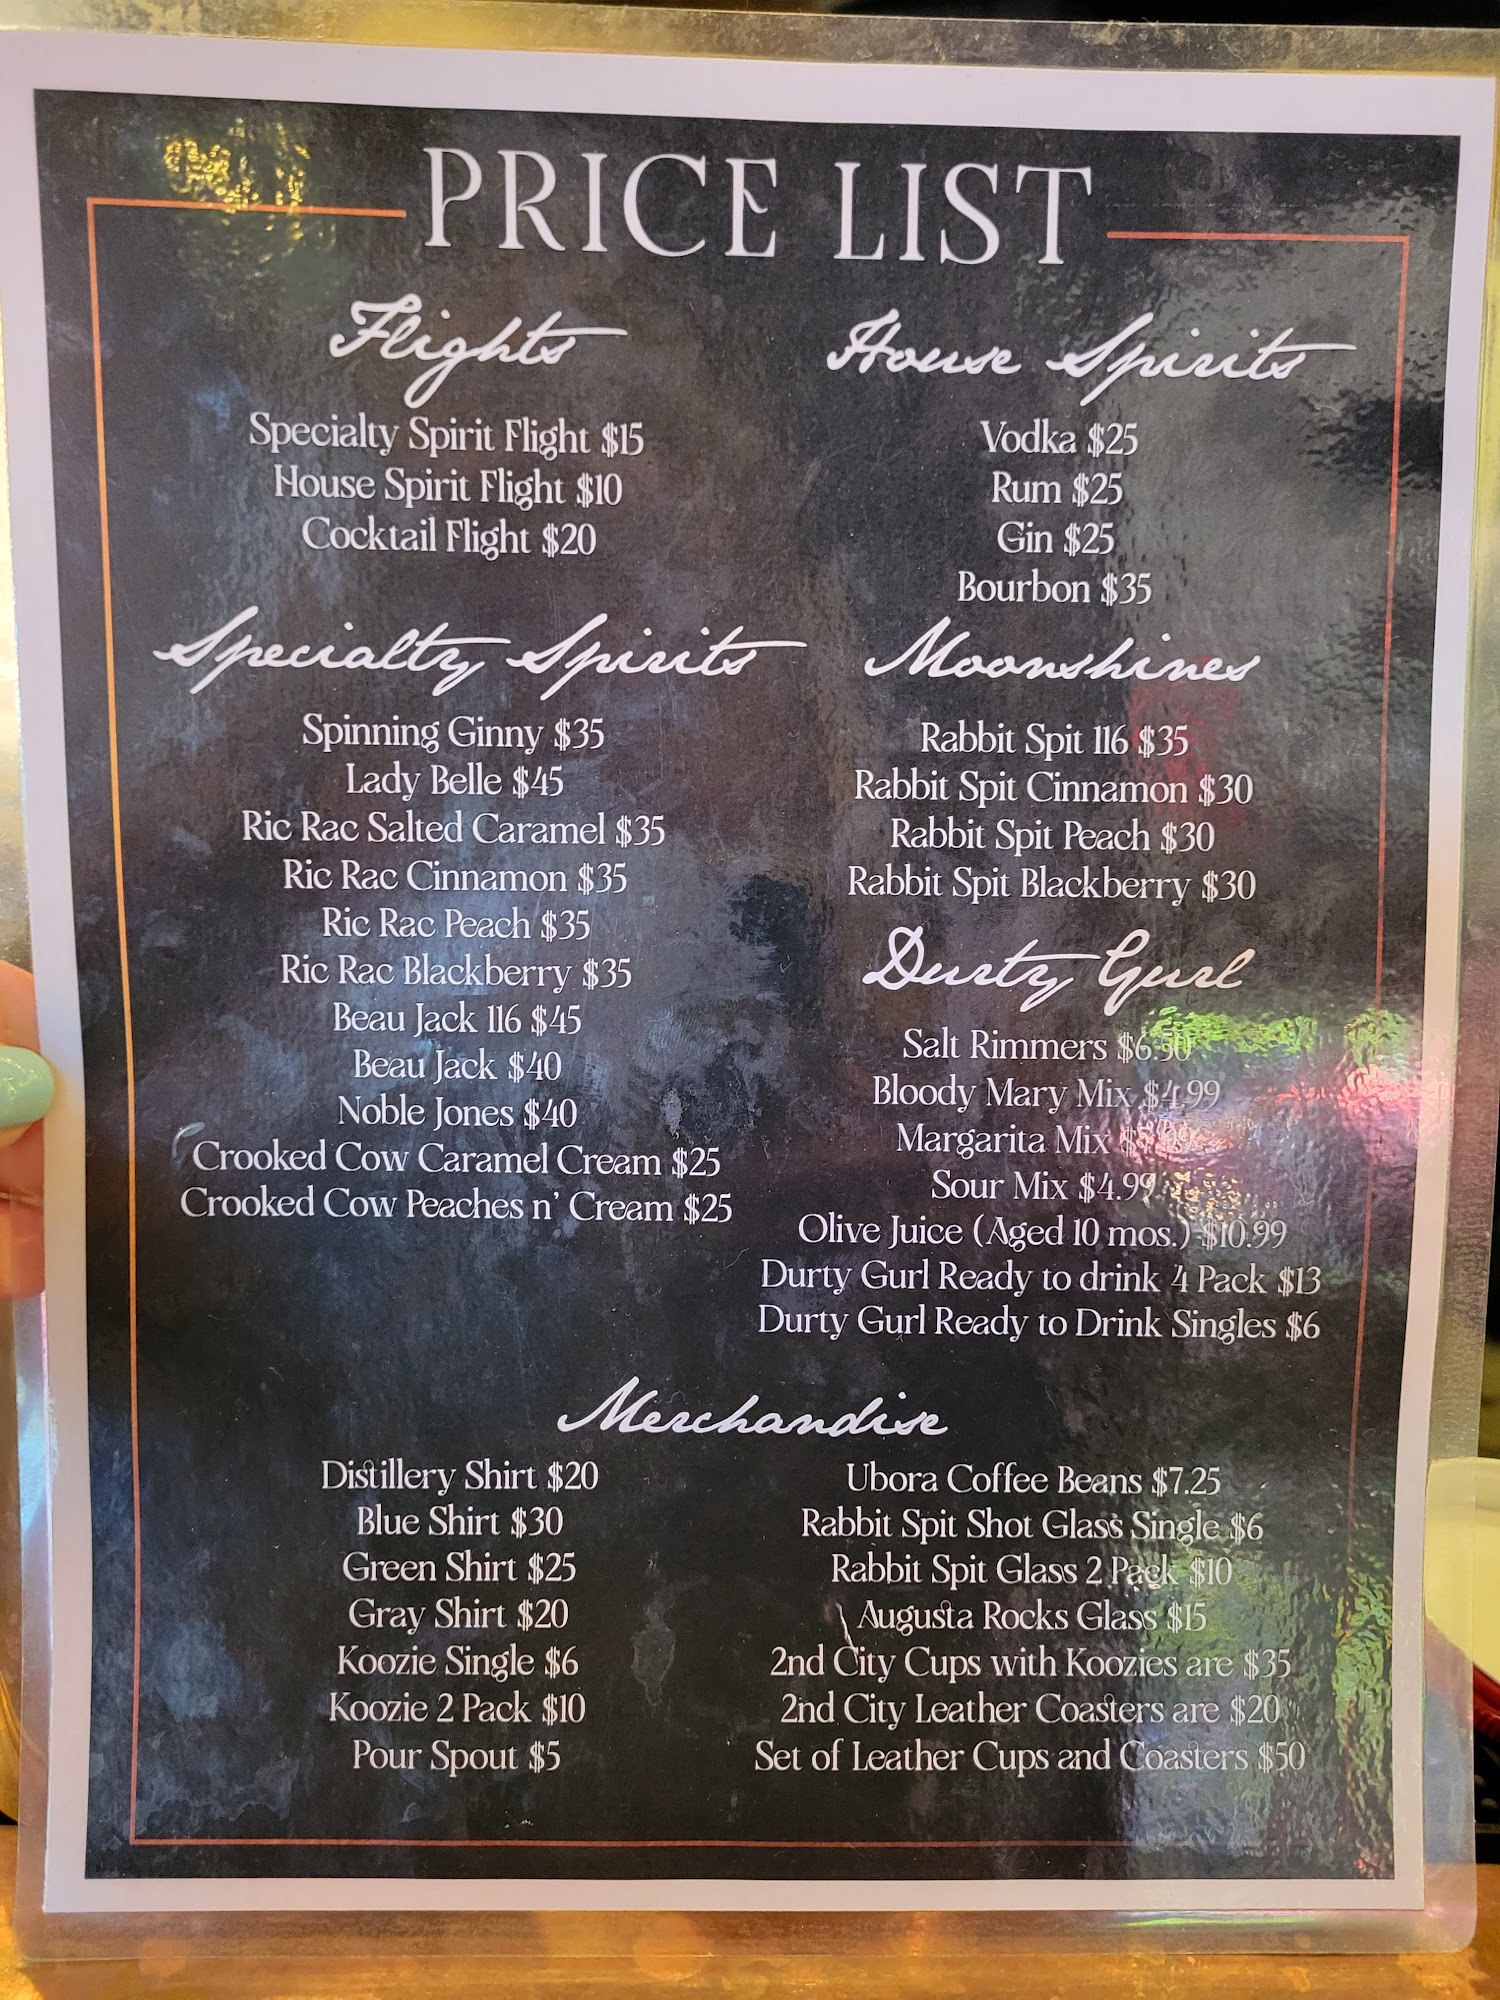 PRICE LIST
Flights
Specialty Spirit Flight $15
House Spirit Flight $10
Cocktail Flight $20
Specialty Spirits
Spinning Ginny $35
Lady Belle $45
Ric Rac Salted Caramel $35
Ric Rac Cinnamon $35
Ric Rac Peach $35
Ric Rac Blackberry $35
Beau Jack 116 $45
Beau Jack $40
Noble Jones $40
Crooked Cow Caramel Cream $25
Crooked Cow Peaches n' Cream $25
House Spirits
Vodka $25
Rum $25
Gin $25
Bourbon $35
Moonshines
Rabbit Spit 116 $35
Rabbit Spit Cinnamon $30
Rabbit Spit Peach $30
Rabbit Spit Blackberry $30
Durty Gurl
Salt Rimmers $6.50
Bloody Mary Mix $4.99
Margarita Mix
Sour Mix $4.99
Olive Juice (Aged 10 mos.) $10.99
Durty Gurl Ready to drink 4 Pack $13
Durty Gurl Ready to Drink Singles $6
Merchandise
Distillery Shirt $20
Blue Shirt $30
Green Shirt $25
Gray Shirt $20
Koozie Single $6
Koozie 2 Pack $10
Pour Spout $5
Ubora Coffee Beans $7.25
Rabbit Spit Shot Glass Single $6
Rabbit Spit Glass 2 Pack $10
Augusta Rocks Glass $15
2nd City Cups with Koozies are $35
2nd City Leather Coasters are $20
Set of Leather Cups and Coasters $50